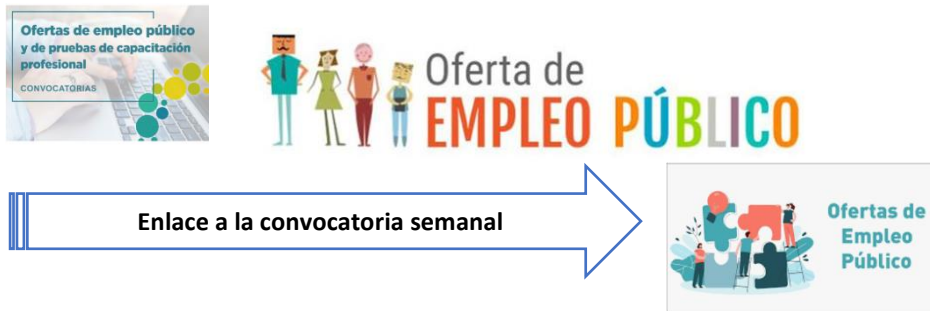 Ofertas de empleo público
y de pruebas de capacitación
profesional
CONVOCATORIAS
Oferta de
EMPLEO PÚBLICO
Enlace a la convocatoria semanal
Ofertas de
Empleo
Público